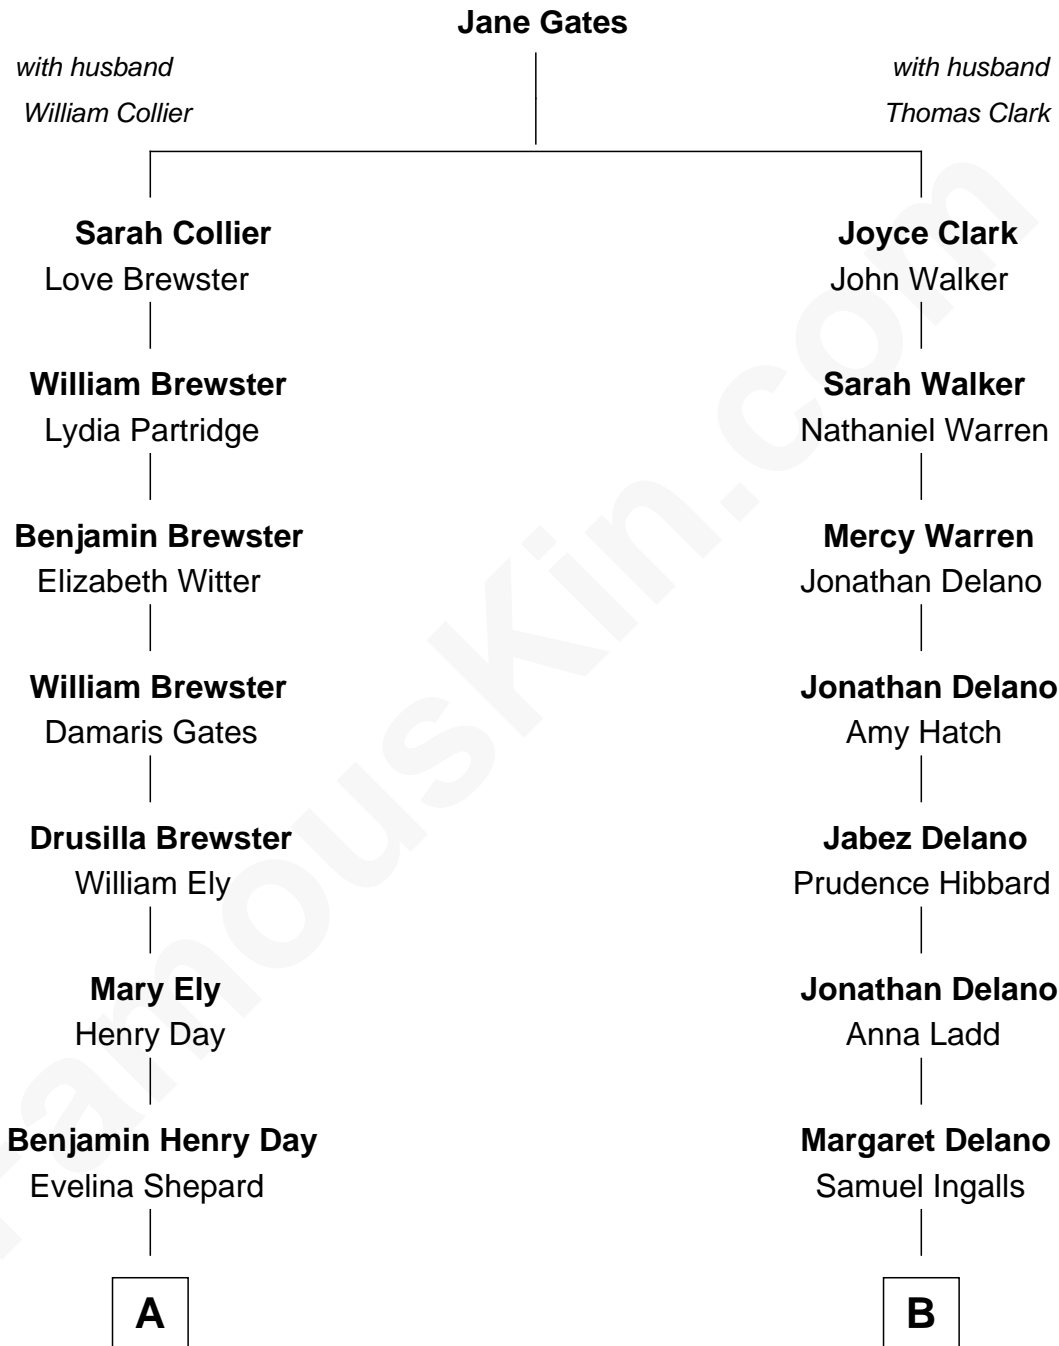 Jane Gates
with husband
William Collier
with husband
Thomas Clark
Sarah Collier
Love Brewster
Joyce Clark
John Walker
William Brewster
Lydia Partridge
Sarah Walker
Nathaniel Warren
Benjamin Brewster
Elizabeth Witter
Mercy Warren
Jonathan Delano
William Brewster
Damaris Gates
Jonathan Delano
Amy Hatch
Drusilla Brewster
William Ely
Jabez Delano
Prudence Hibbard
Mary Ely
Henry Day
Jonathan Delano
Anna Ladd
Benjamin Henry Day
Evelina Shepard
Margaret Delano
Samuel Ingalls
A
B
FamousKin.com